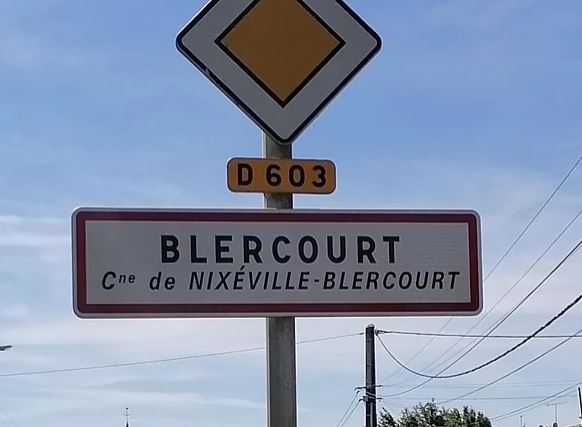 D 603
BLERCOURT
Cne de NIXÉVILLE-BLERCOURT